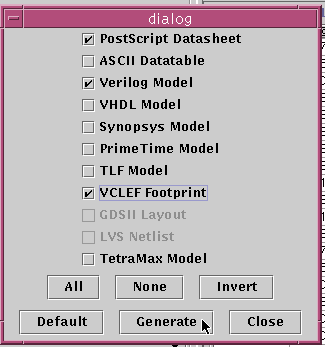 dialog
PostScript Datasheet
ASCII Datatable
Verilog Model
VHDL Model
Synopsys Model
PrimeTime Model
TLF Model
VCLEF Footprint
GDSII Layout
LVS Netlist
TetraMax Model
All None Invert
Default Generate Close